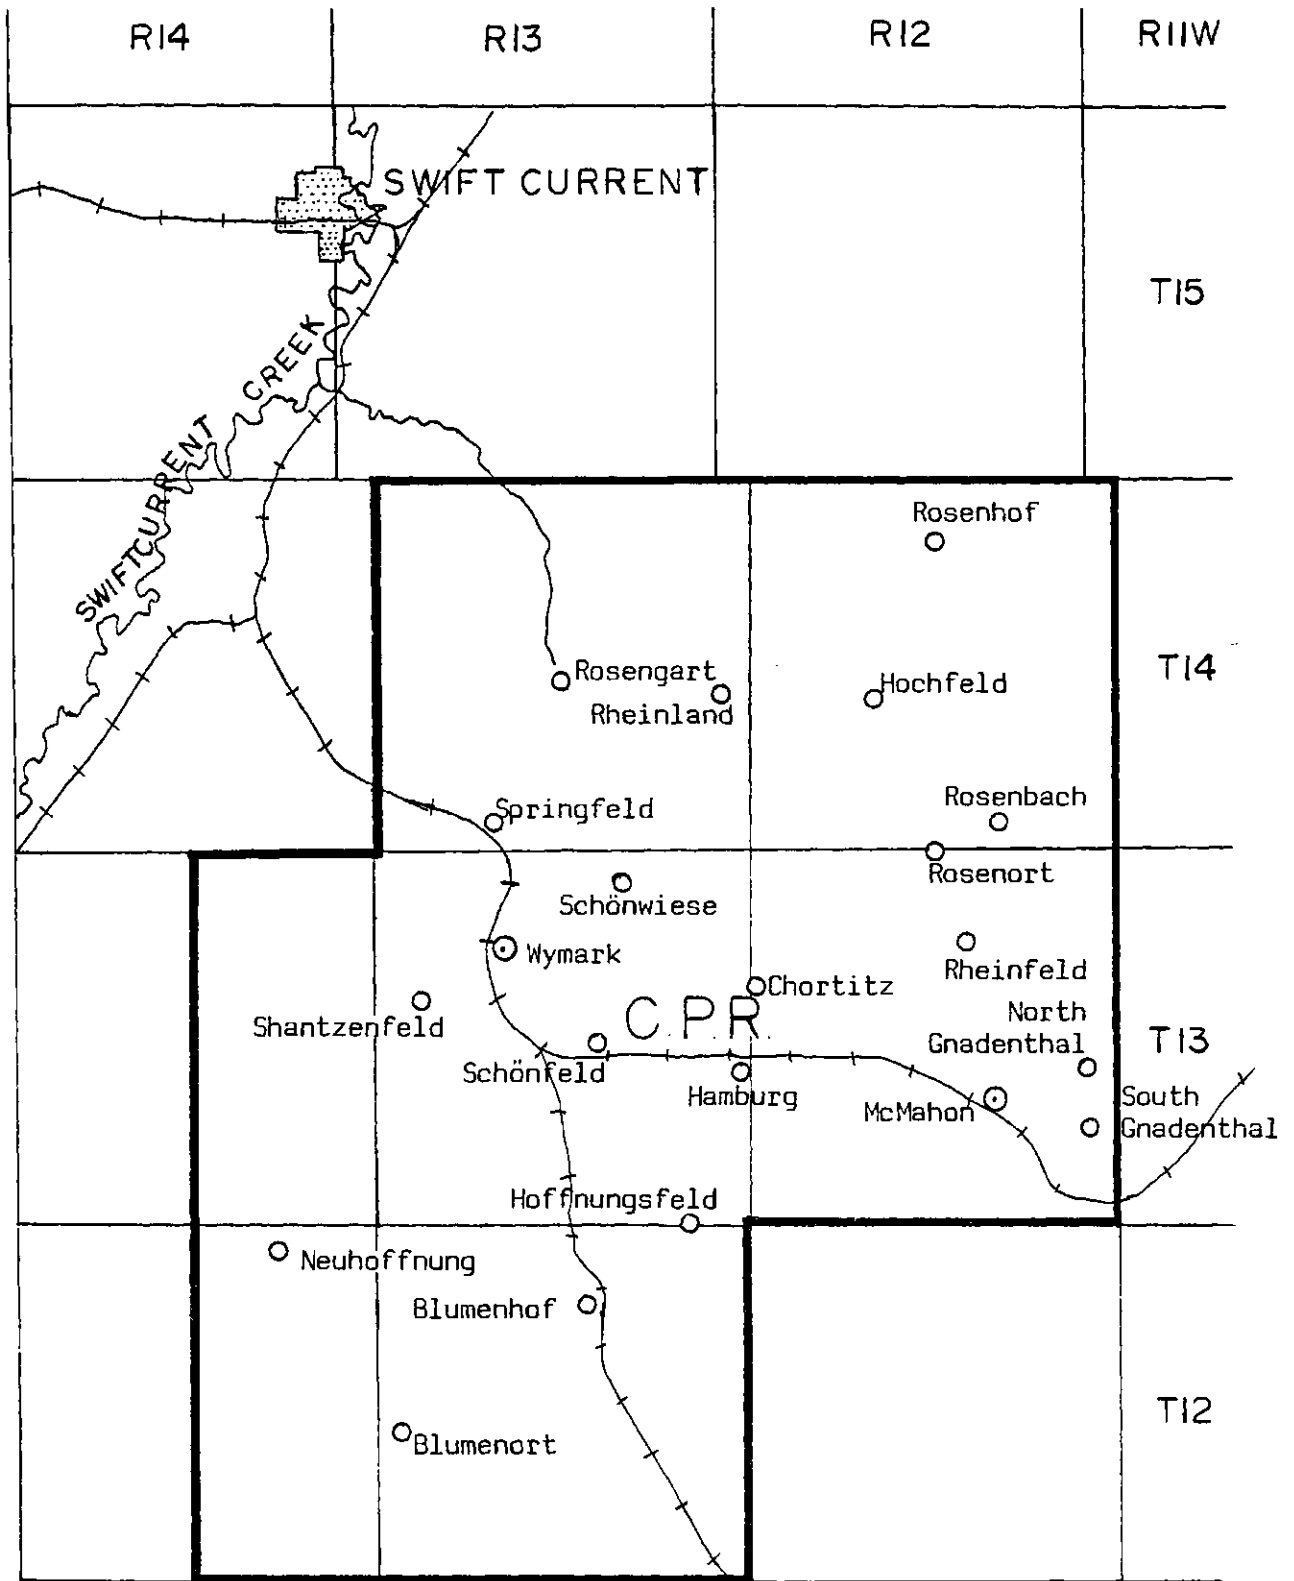 R14
R13
R12
R11W
SWIFT CURRENT
T15
SWIFTCURRENT CREEK
Rosenhof
T14
Rosengart
Hochfeld
Rheinland
Rosenbach
Springfeld
Rosenort
Schönwiese
Wymark
Rheinfeld
Chortitz
Shantzenfeld
C.P.R.
North
Gnadenthal
T13
Schönfeld
Hamburg
McMahon
South
Gnadenthal
Hoffnungsfeld
Neuhoffnung
Blumenhof
T12
Blumenort